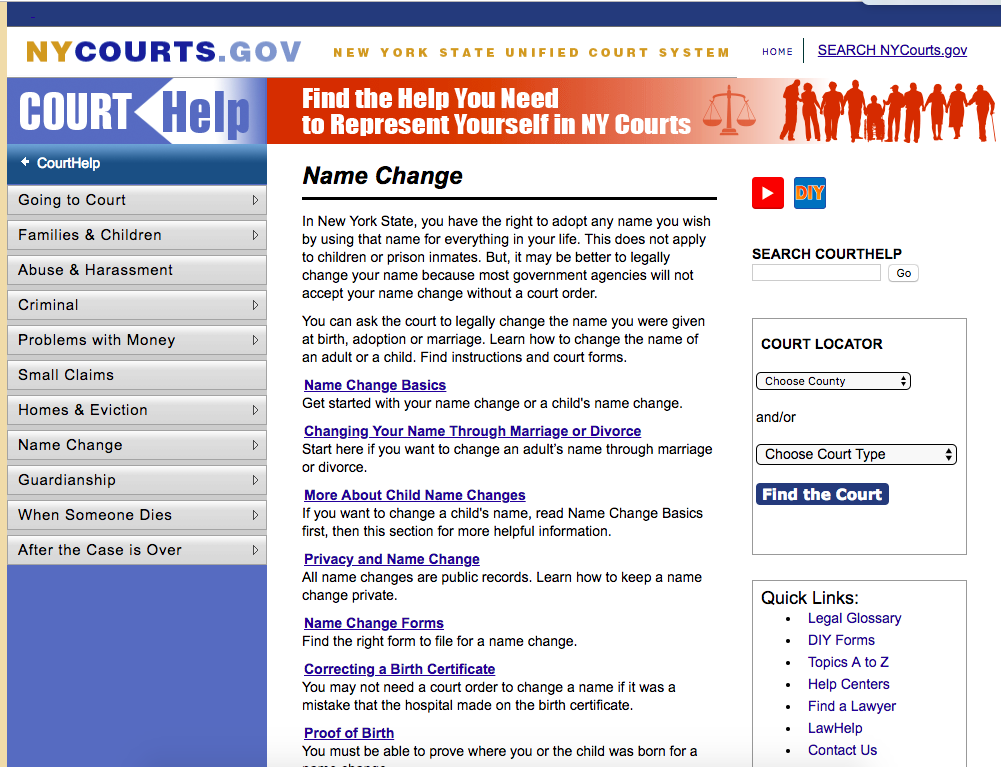 NYCOURTS.GOV
NEW YORK STATE UNIFIED COURT SYSTEM
HOME
SEARCH NYCourts.gov
COURT Help
Find the Help You Need
to Represent Yourself in NY Courts
CourtHelp
Going to Court
Families & Children
Abuse & Harassment
Criminal
Problems with Money
Small Claims
Homes & Eviction
Name Change
Guardianship
When Someone Dies
After the Case is Over
Name Change
In New York State, you have the right to adopt any name you wish
by using that name for everything in your life. This does not apply
to children or prison inmates. But, it may be better to legally
change your name because most government agencies will not
accept your name change without a court order.
You can ask the court to legally change the name you were given
at birth, adoption or marriage. Learn how to change the name of
an adult or a child. Find instructions and court forms.
Name Change Basics
Get started with your name change or a child's name change.
Changing Your Name Through Marriage or Divorce
Start here if you want to change an adult’s name through marriage
or divorce.
More About Child Name Changes
If you want to change a child's name, read Name Change Basics
first, then this section for more helpful information.
Privacy and Name Change
All name changes are public records. Learn how to keep a name
change private.
Name Change Forms
Find the right form to file for a name change.
Correcting a Birth Certificate
You may not need a court order to change a name if it was a
mistake that the hospital made on the birth certificate.
Proof of Birth
You must be able to prove where you or the child was born for a
name change.
DIY
SEARCH COURTHELP
Go
COURT LOCATOR
Choose County
and/or
Choose Court Type
Find the Court
Quick Links:
Legal Glossary
DIY Forms
Topics A to Z
Help Centers
Find a Lawyer
LawHelp
Contact Us